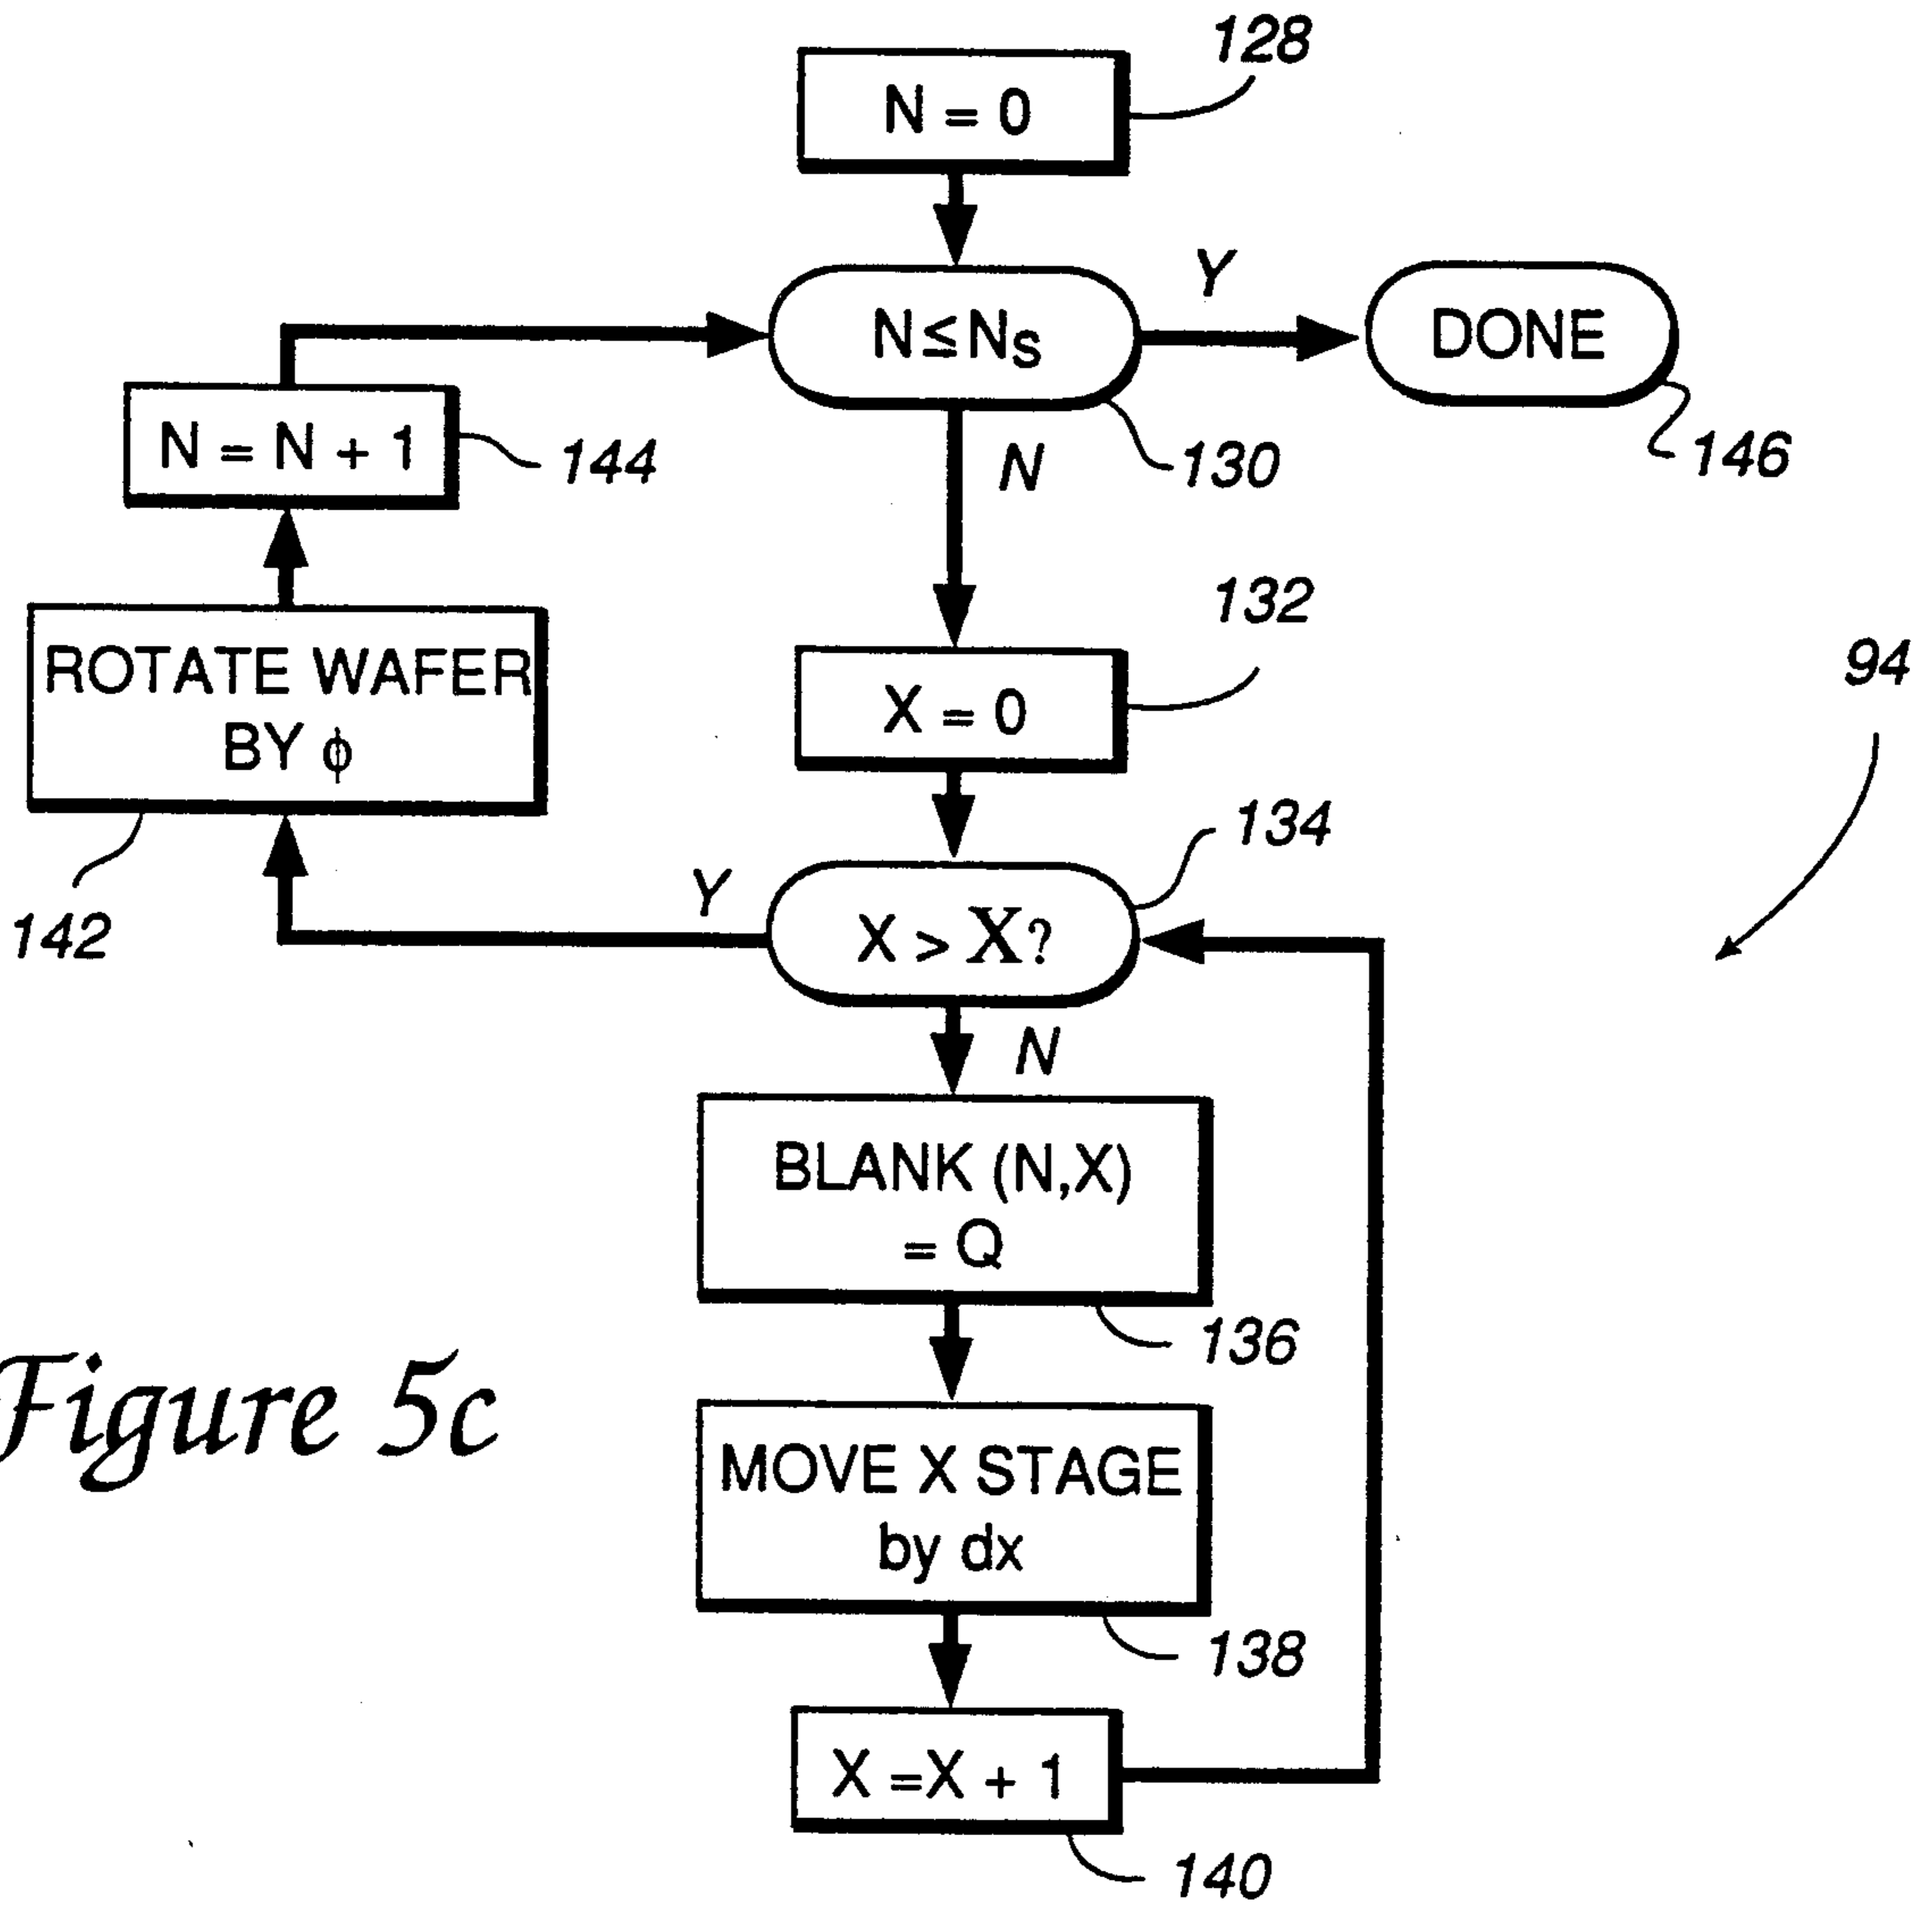 128
N = 0
Y
N ≤ NS
DONE
N = N + 1
144
N
130
146
132
ROTATE WAFER
BY ϕ
X = 0
94
134
Y
142
X > X?
N
BLANK (N,X)
= Q
136
Figure 5c
MOVE X STAGE
by dx
138
X =X + 1
140